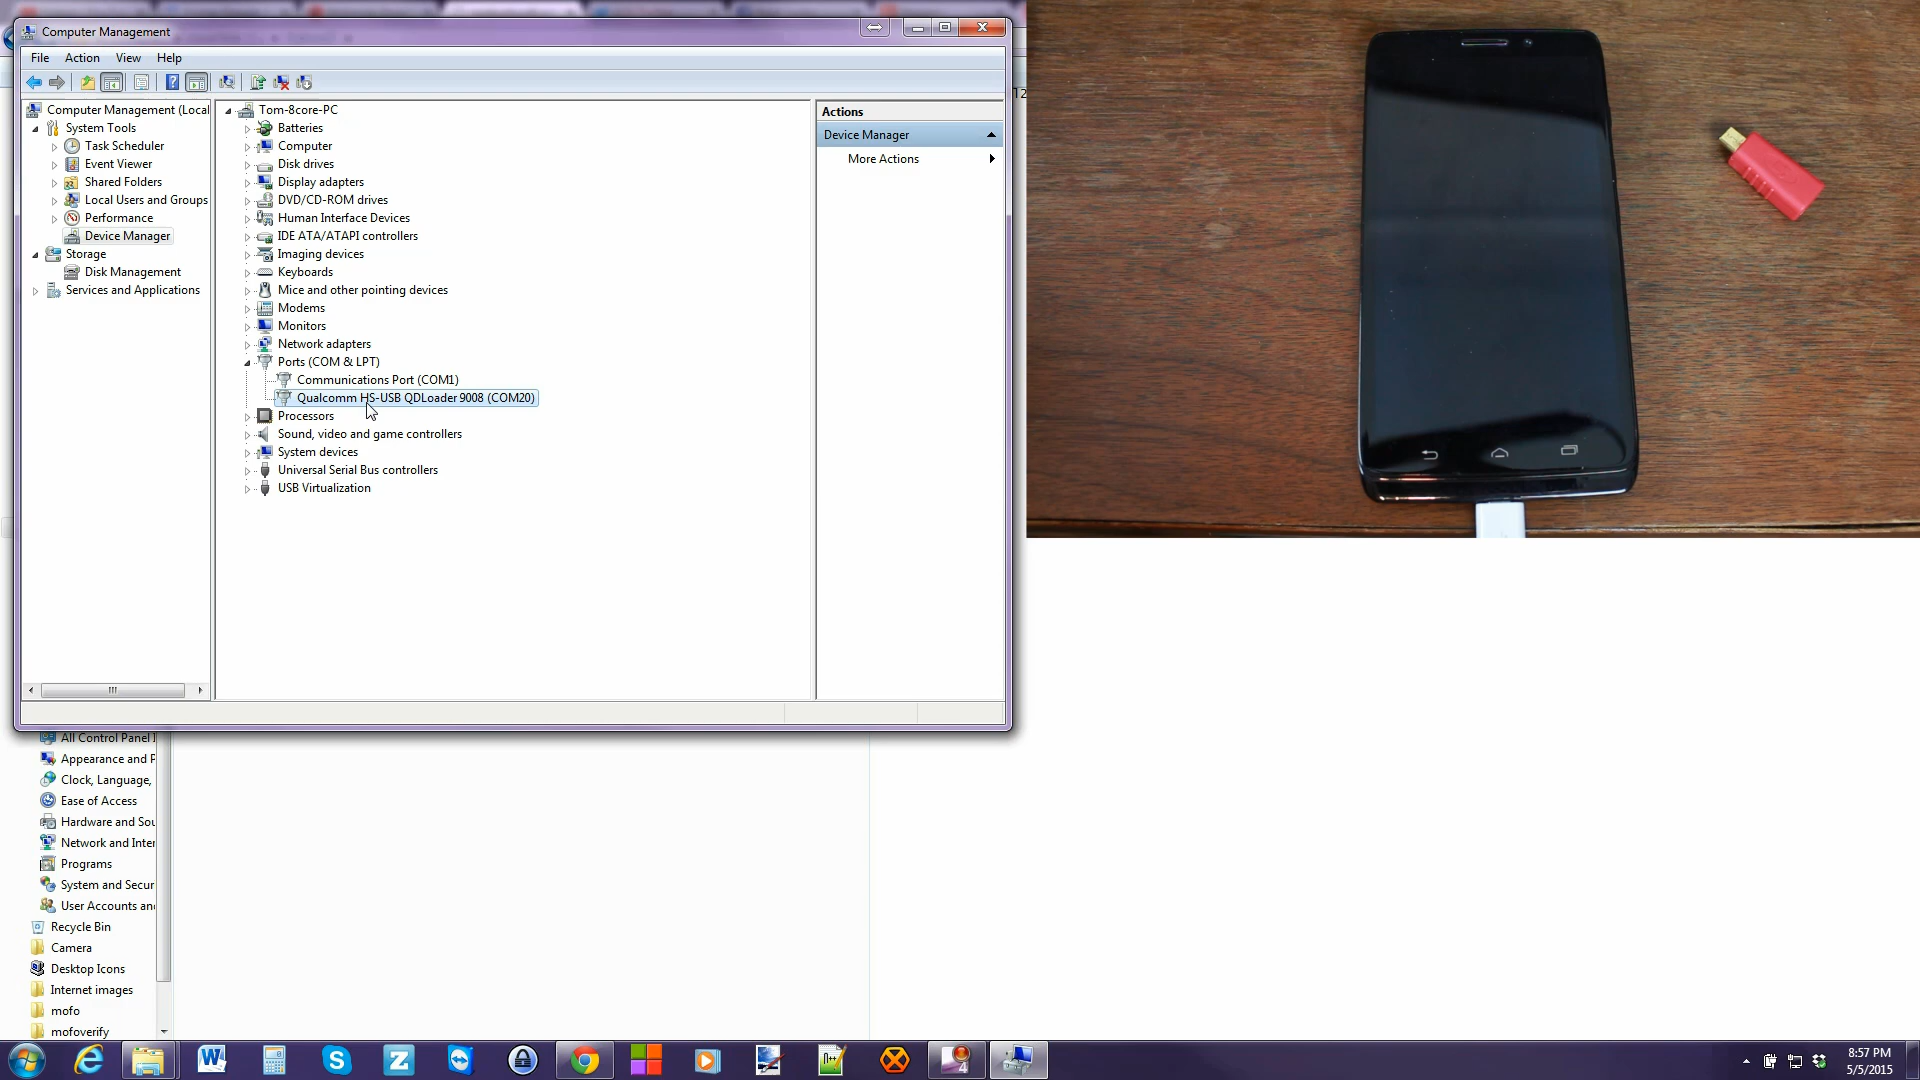 Computer Management
File Action View Help
Computer Management (Local
System Tools
Task Scheduler
Event Viewer
Shared Folders
Local Users and Groups
Performance
Device Manager
Storage
Disk Management
Services and Applications
Tom-8core-PC
Batteries
Computer
Disk drives
Display adapters
DVD/CD-ROM drives
Human Interface Devices
IDE ATA/ATAPI controllers
Imaging devices
Keyboards
Mice and other pointing devices
Modems
Monitors
Network adapters
Ports (COM & LPT)
Communications Port (COM1)
Qualcomm HS-USB QDLoader 9008 (COM20)
Processors
Sound, video and game controllers
System devices
Universal Serial Bus controllers
USB Virtualization
Actions
Device Manager
More Actions
12
All Control Panel I
Appearance and P
Clock, Language,
Ease of Access
Hardware and Sou
Network and Inter
Programs
System and Secur
User Accounts and
Recycle Bin
Camera
Desktop Icons
Internet images
mofo
mofoverify
4
8:57 PM
5/5/2015